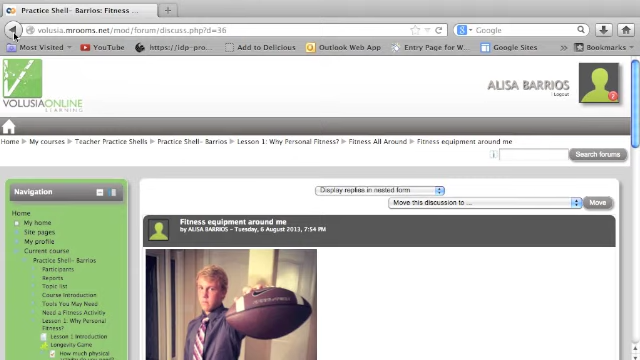 Practice Shell- Barrios: Fitness ...
volusia.mrooms.net/mod/forum/discuss.php?d=36
Google
Most Visited
YouTube
https://idp-pro...
Add to Delicious
Outlook Web App
Entry Page for W...
Google Sites
Bookmarks
VOLUSIAONLINE
LEARNING
ALISA BARRIOS
Logout
Home ▶ My courses ▶ Teacher Practice Shells ▶ Practice Shell- Barrios ▶ Lesson 1: Why Personal Fitness? ▶ Fitness All Around ▶ Fitness equipment around me
Search forums
Navigation
Display replies in nested form
Move this discussion to ...
Move
Home
My home
Site pages
My profile
Current course
Practice Shell- Barrios
Participants
Reports
Topic list
Course Introduction
Tools You May Need
Need a Fitness Activity
Lesson 1: Why Personal
Fitness?
Lesson 1 Introduction
Longevity Game
How much physical
Fitness equipment around me
by ALISA BARRIOS - Tuesday, 6 August 2013, 7:54 PM